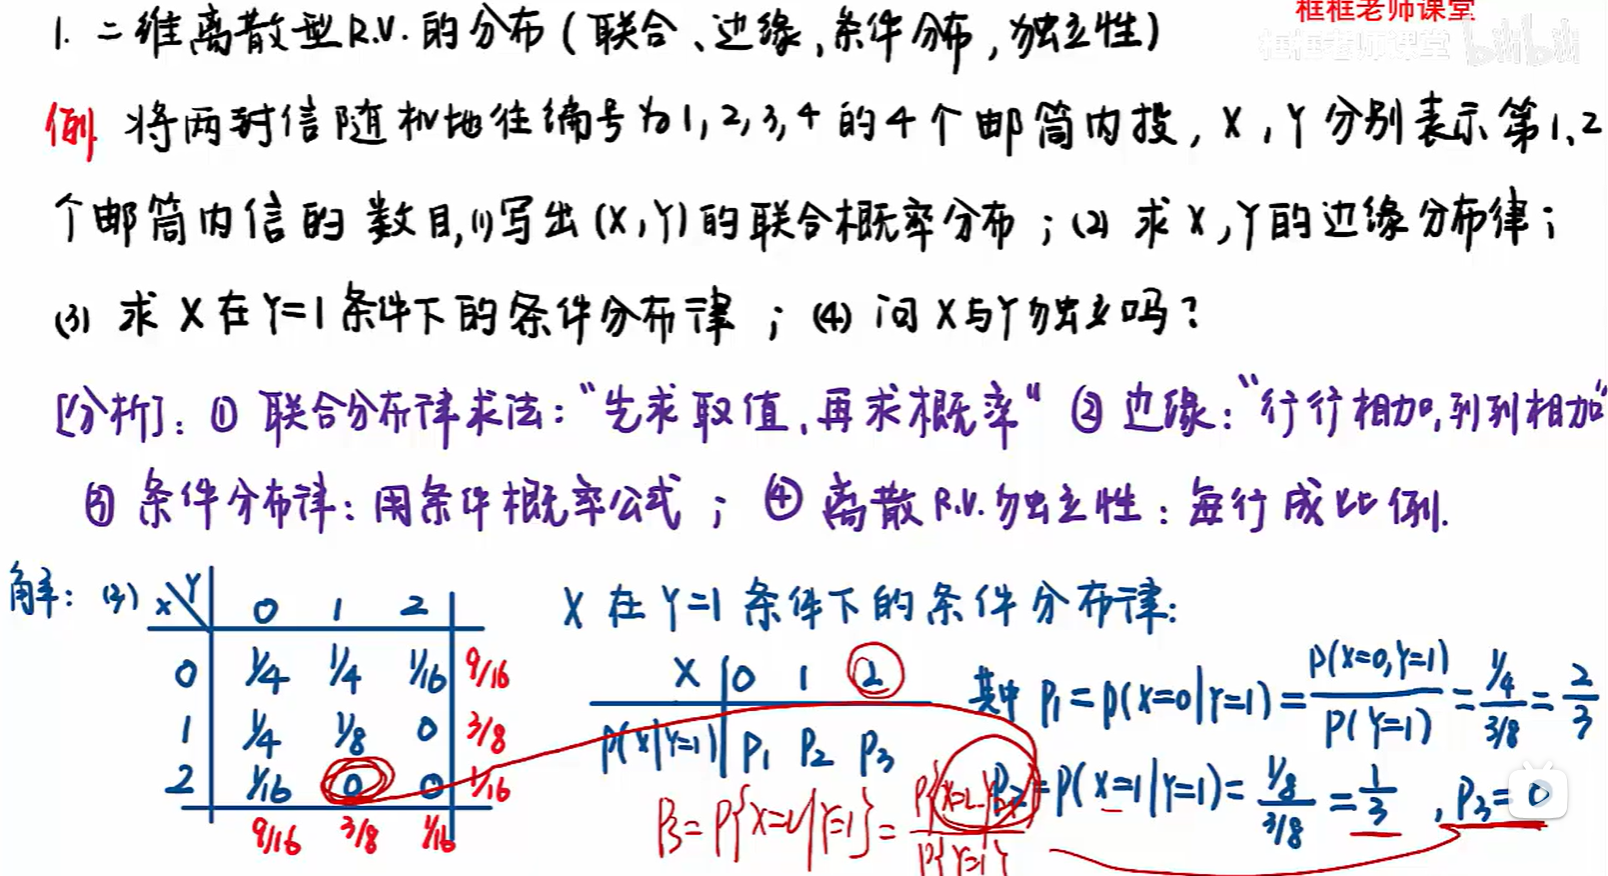 框框老师课堂
框框老师课堂 bilibili
1. 二维离散型R.V.的分布(联合、边缘,条件分布,独立性)
例 将两封信随机地往编号为1,2,3,4的4个邮筒内投,X,Y分别表示第1、2
个邮筒内信的数目,(1)写出(X,Y)的联合概率分布;(2)求X,Y的边缘分布律;
(3) 求X在Y=1条件下的条件分布律;(4)问X与Y独立吗?
[分析]:① 联合分布律求法:“先求取值,再求概率” ② 边缘:“行行相加,列列相加”
③ 条件分布律:用条件概率公式;④ 离散R.V.独立性:每行成比例.
解:(3) X在Y=1条件下的条件分布律:
X\Y 0 1 2
0 1/4 1/4 1/16 9/16
1 1/4 1/8 0 3/8
2 1/16 0 0 1/16
9/16 3/8 1/16
X 0 1 2
P(X|Y=1) P1 P2 P3
其中 P1=P(X=0|Y=1)=P(X=0,Y=1)/P(Y=1)=1/4/3/8=2/3
P2=P(X=1|Y=1)=1/8/3/8=1/3,P3=0
P3=P{X=2|Y=1}=P{X=2,Y=1}/P{Y=1}